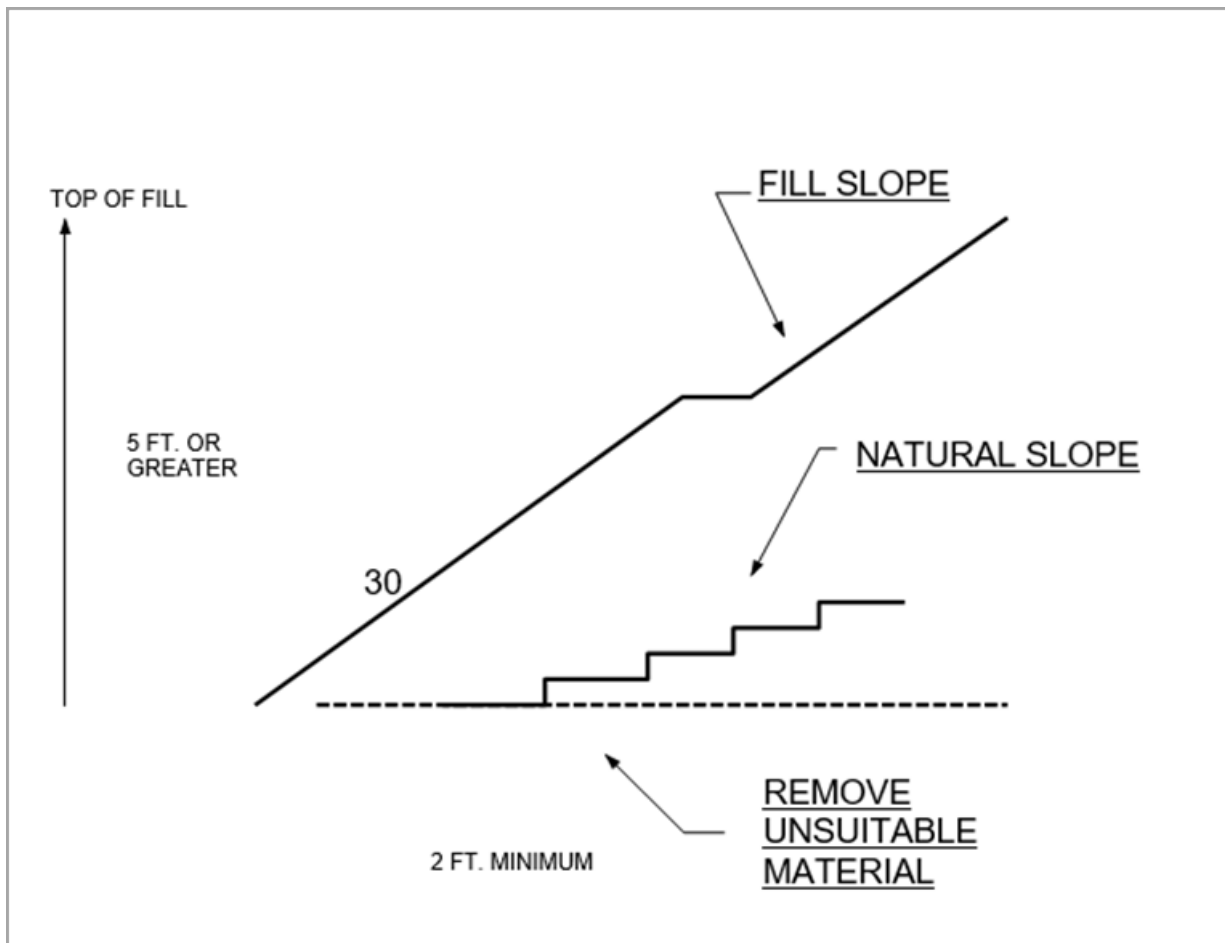 FILL SLOPE
TOP OF FILL
5 FT. OR
GREATER
NATURAL SLOPE
30
REMOVE
UNSUITABLE
MATERIAL
2 FT. MINIMUM